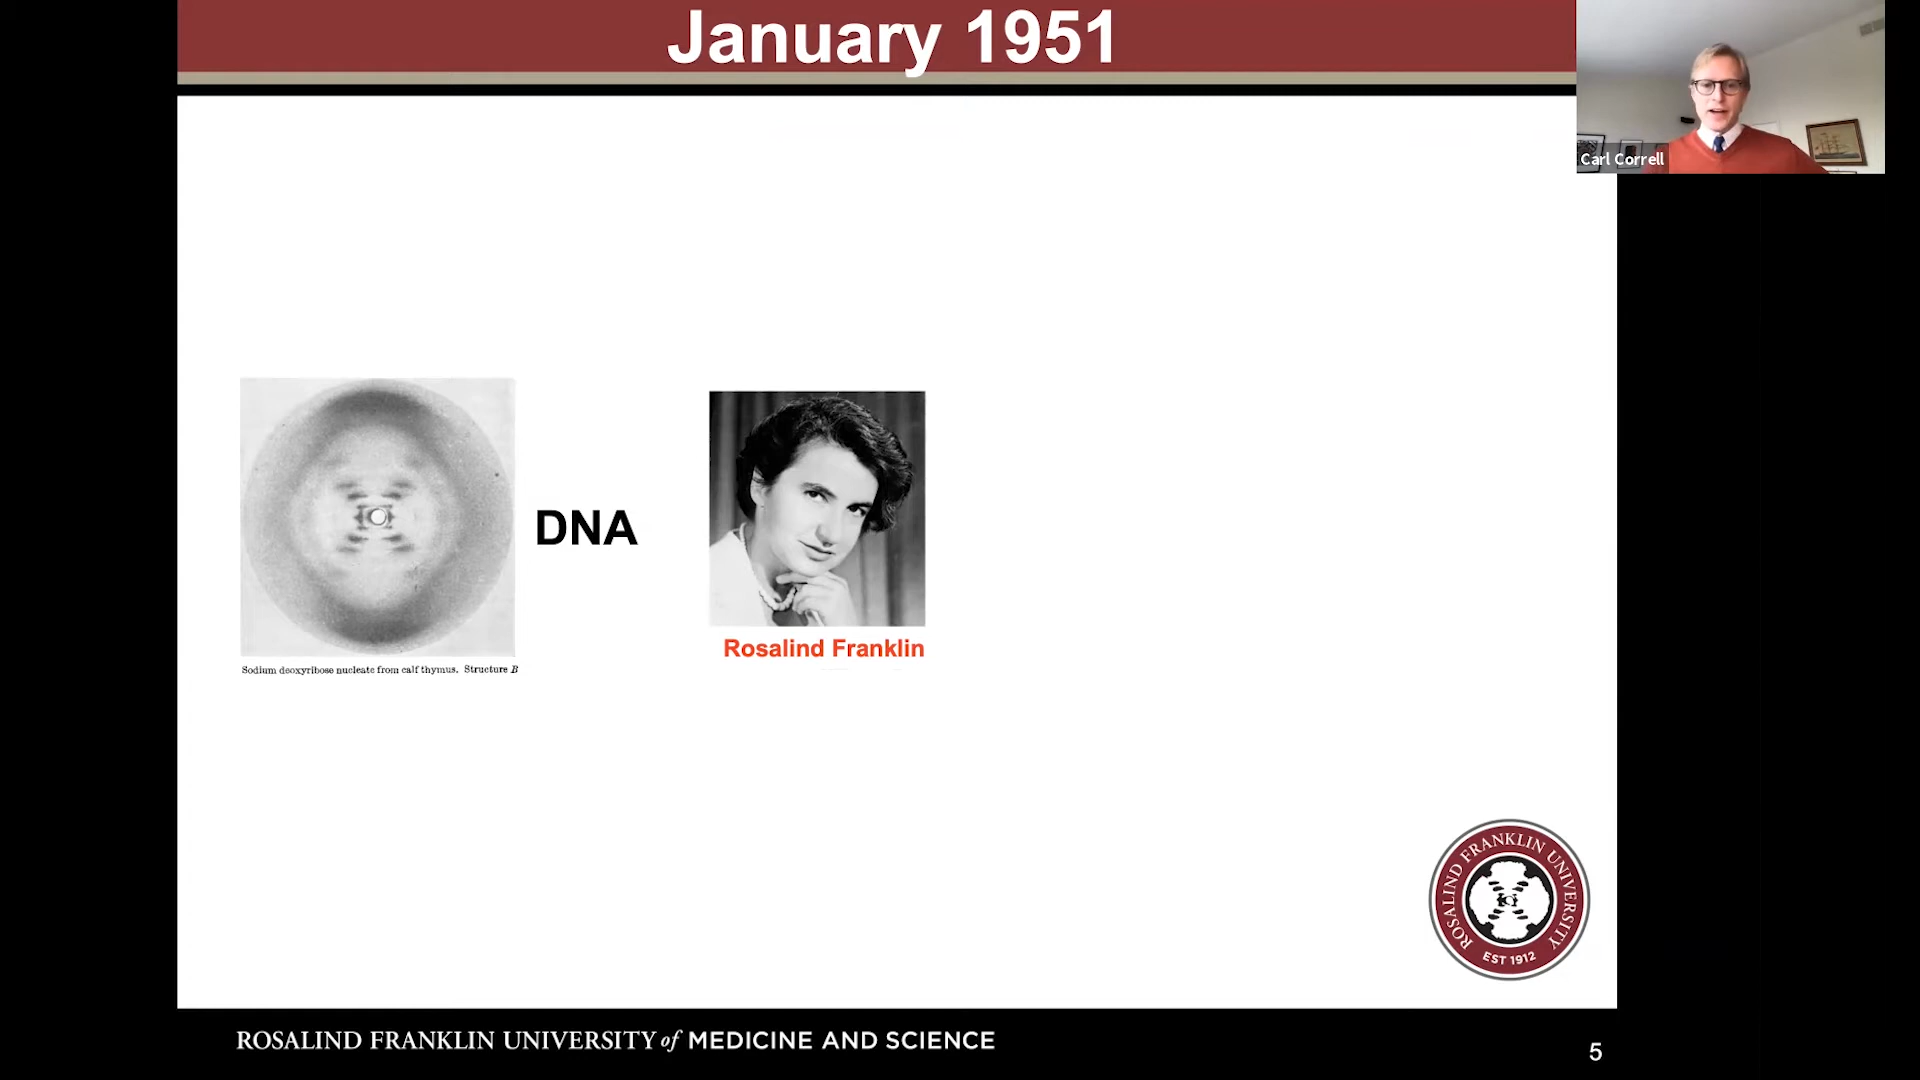 January 1951
Carl Correll
DNA
Rosalind Franklin
Sodium deoxyribose nucleate from calf thymus. Structure B
ROSALIND FRANKLIN UNIVERSITY
EST 1912
ROSALIND FRANKLIN UNIVERSITY of MEDICINE AND SCIENCE
5